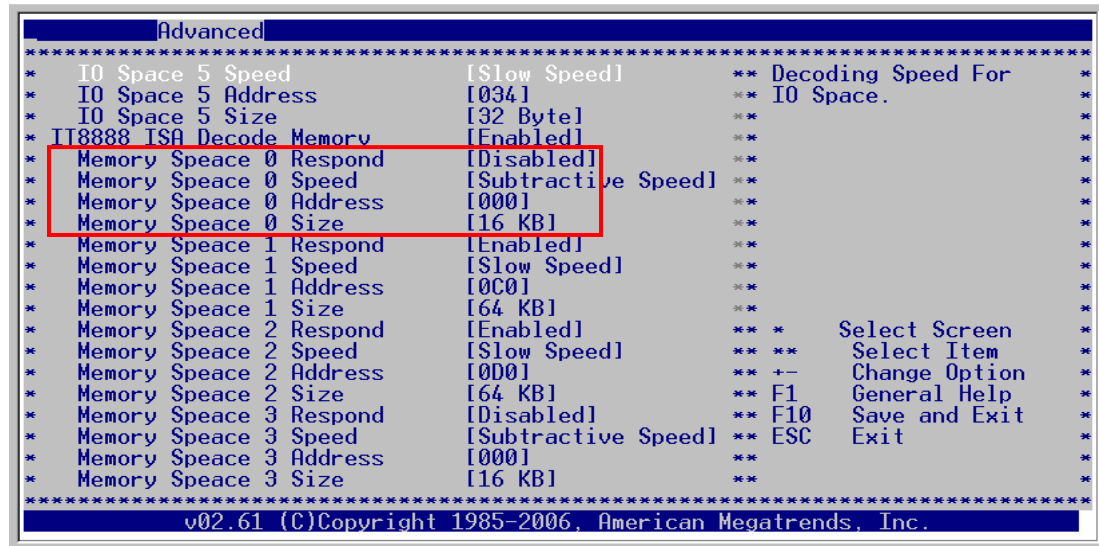 Advanced
********************************************************************************
* IO Space 5 Speed [Slow Speed] ** Decoding Speed For *
* IO Space 5 Address [034] ** IO Space. *
* IO Space 5 Size [32 Byte] ** *
* IT8888 ISA Decode Memory [Enabled] ** *
* Memory Speace 0 Respond [Disabled] ** *
* Memory Speace 0 Speed [Subtractive Speed] ** *
* Memory Speace 0 Address [000] ** *
* Memory Speace 0 Size [16 KB] ** *
* Memory Speace 1 Respond [Enabled] ** *
* Memory Speace 1 Speed [Slow Speed] ** *
* Memory Speace 1 Address [0C0] ** *
* Memory Speace 1 Size [64 KB] ** *
* Memory Speace 2 Respond [Enabled] ** * Select Screen *
* Memory Speace 2 Speed [Slow Speed] ** ** Select Item *
* Memory Speace 2 Address [0D0] ** +- Change Option *
* Memory Speace 2 Size [64 KB] ** F1 General Help *
* Memory Speace 3 Respond [Disabled] ** F10 Save and Exit *
* Memory Speace 3 Speed [Subtractive Speed] ** ESC Exit *
* Memory Speace 3 Address [000] ** *
* Memory Speace 3 Size [16 KB] ** *
********************************************************************************
v02.61 (C)Copyright 1985-2006, American Megatrends, Inc.